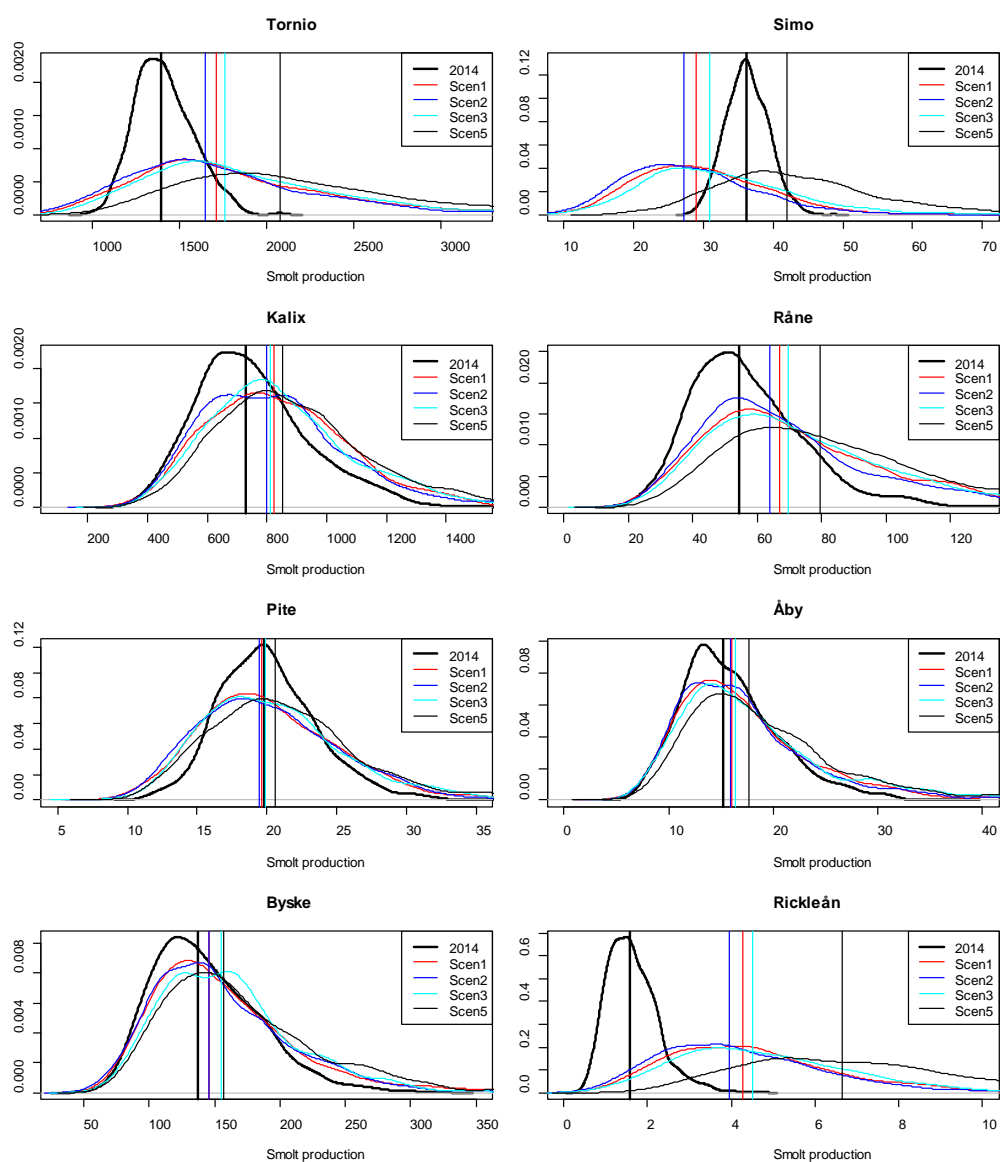 Tornio
0.0000 0.0010 0.0020
2014
Scen1
Scen2
Scen3
Scen5
1000 1500 2000 2500 3000
Smolt production
Simo
0.00 0.04 0.08 0.12
2014
Scen1
Scen2
Scen3
Scen5
10 20 30 40 50 60 70
Smolt production
Kalix
0.0000 0.0010 0.0020
2014
Scen1
Scen2
Scen3
Scen5
200 400 600 800 1000 1200 1400
Smolt production
Råne
0.000 0.010 0.020
2014
Scen1
Scen2
Scen3
Scen5
0 20 40 60 80 100 120
Smolt production
Pite
0.00 0.04 0.08 0.12
2014
Scen1
Scen2
Scen3
Scen5
5 10 15 20 25 30 35
Smolt production
Åby
0.00 0.04 0.08
2014
Scen1
Scen2
Scen3
Scen5
0 10 20 30 40
Smolt production
Byske
0.000 0.004 0.008
2014
Scen1
Scen2
Scen3
Scen5
50 100 150 200 250 300 350
Smolt production
Rickleån
0.0 0.2 0.4 0.6
2014
Scen1
Scen2
Scen3
Scen5
0 2 4 6 8 10
Smolt production